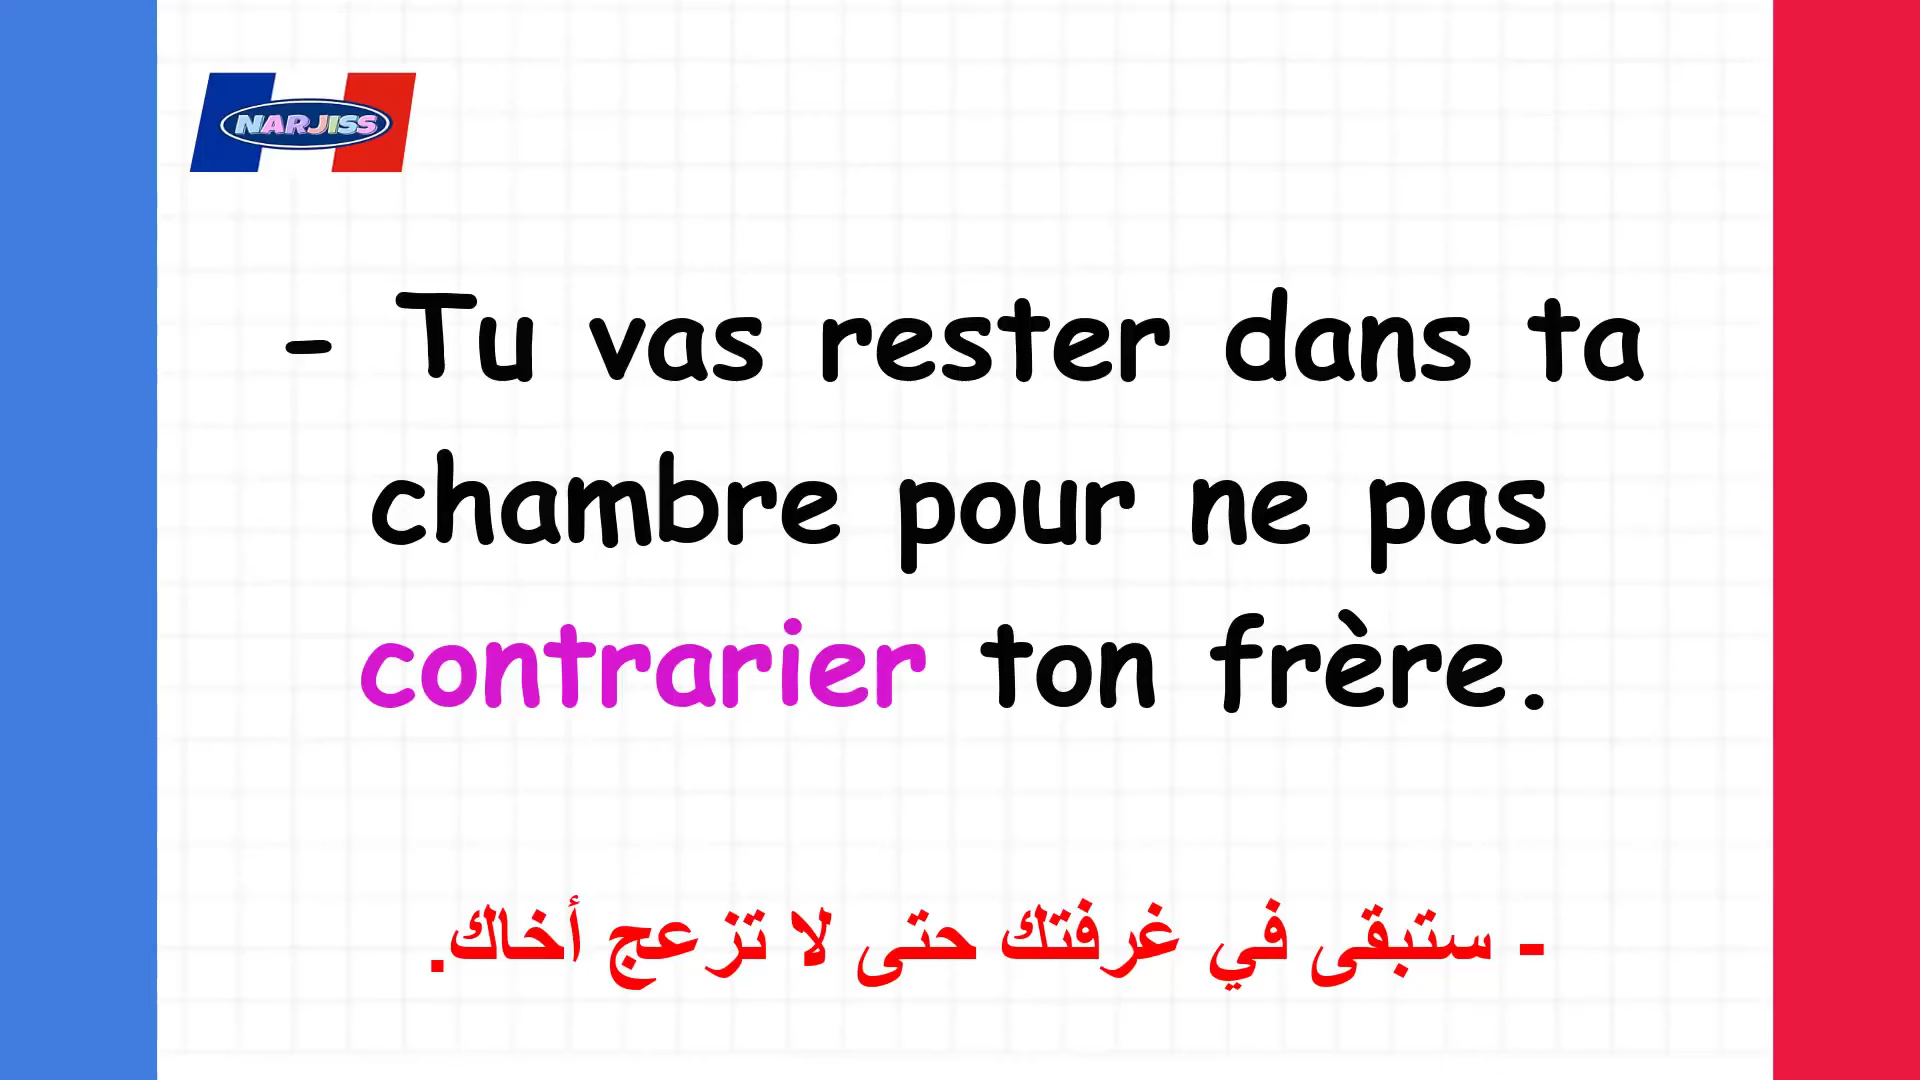 NARJISS
- Tu vas rester dans ta
chambre pour ne pas
contrarier ton frère.
- ستبقى في غرفتك حتى لا تزعج أخاك.